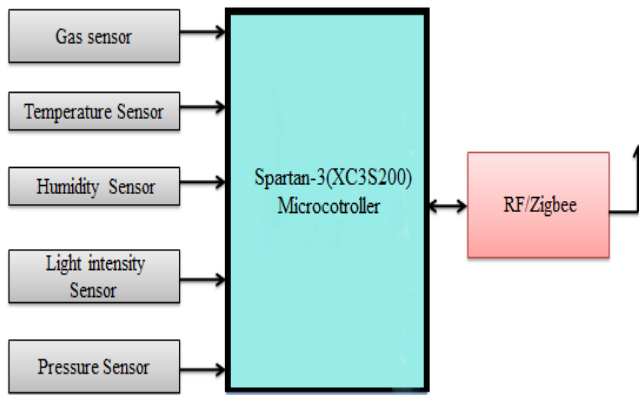 Gas sensor
Temperature Sensor
Humidity Sensor
Light intensity
Sensor
Pressure Sensor
Spartan-3(XC3S200)
Microcotroller
RF/Zigbee